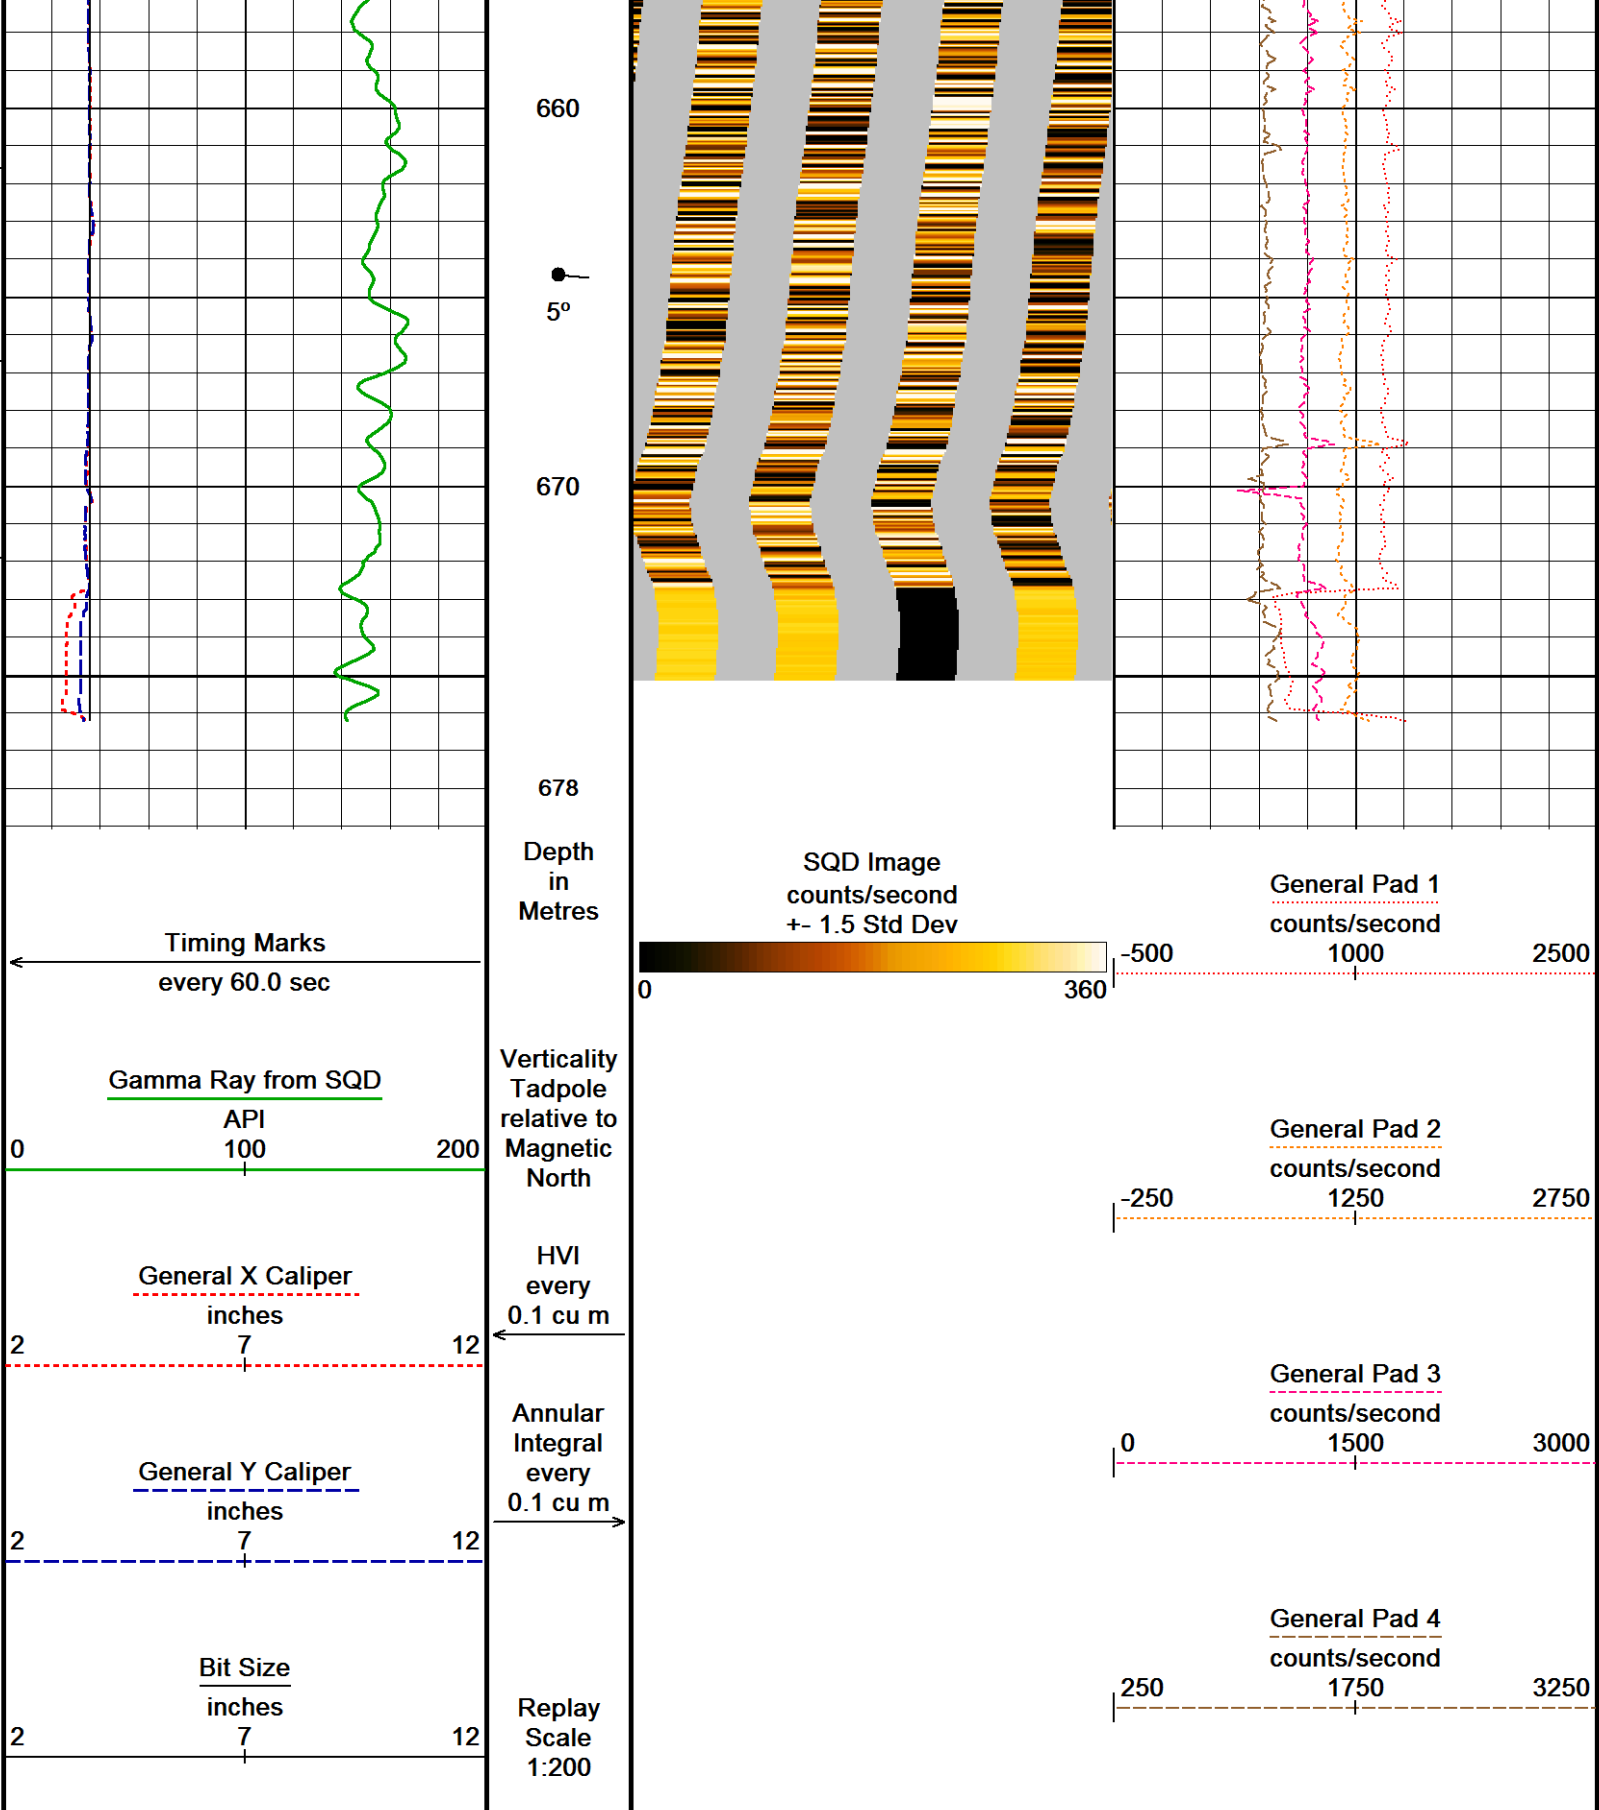 660
5º
670
678
Depth
in
Metres
Timing Marks
every 60.0 sec
Gamma Ray from SQD
API
0 100 200
General X Caliper
inches
2 7 12
General Y Caliper
inches
2 7 12
Bit Size
inches
2 7 12
Verticality
Tadpole
relative to
Magnetic
North
HVI
every
0.1 cu m
Annular
Integral
every
0.1 cu m
Replay
Scale
1:200
SQD Image
counts/second
+- 1.5 Std Dev
0 360
General Pad 1
counts/second
-500 1000 2500
General Pad 2
counts/second
-250 1250 2750
General Pad 3
counts/second
0 1500 3000
General Pad 4
counts/second
250 1750 3250